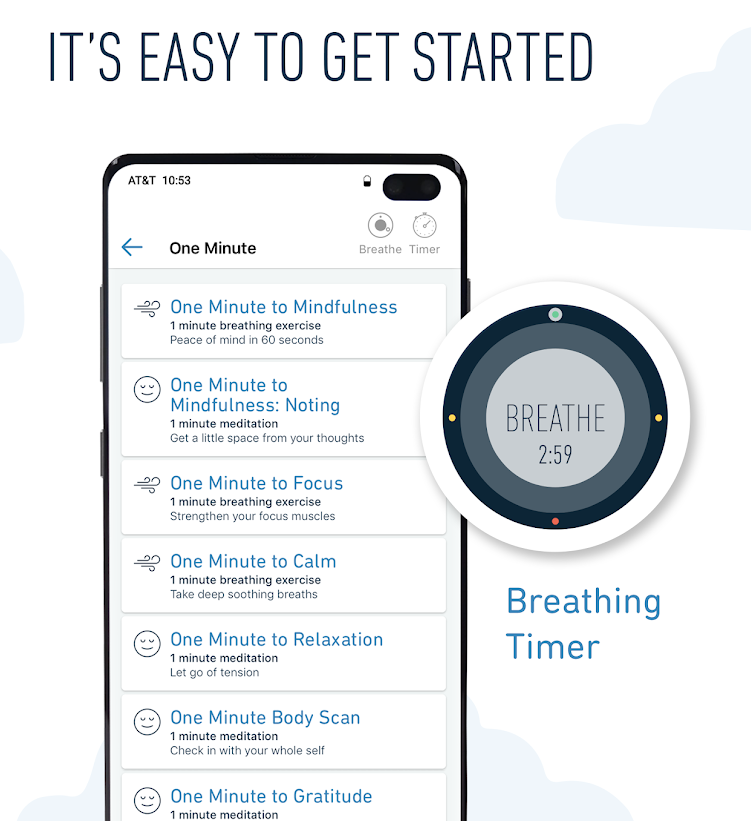 IT'S EASY TO GET STARTED
AT&T 10:53
Breathe Timer
One Minute
One Minute to Mindfulness
1 minute breathing exercise
Peace of mind in 60 seconds
One Minute to
Mindfulness: Noting
1 minute meditation
Get a little space from your thoughts
One Minute to Focus
1 minute breathing exercise
Strengthen your focus muscles
One Minute to Calm
1 minute breathing exercise
Take deep soothing breaths
One Minute to Relaxation
1 minute meditation
Let go of tension
One Minute Body Scan
1 minute meditation
Check in with your whole self
One Minute to Gratitude
1 minute meditation
BREATHE
2:59
Breathing
Timer